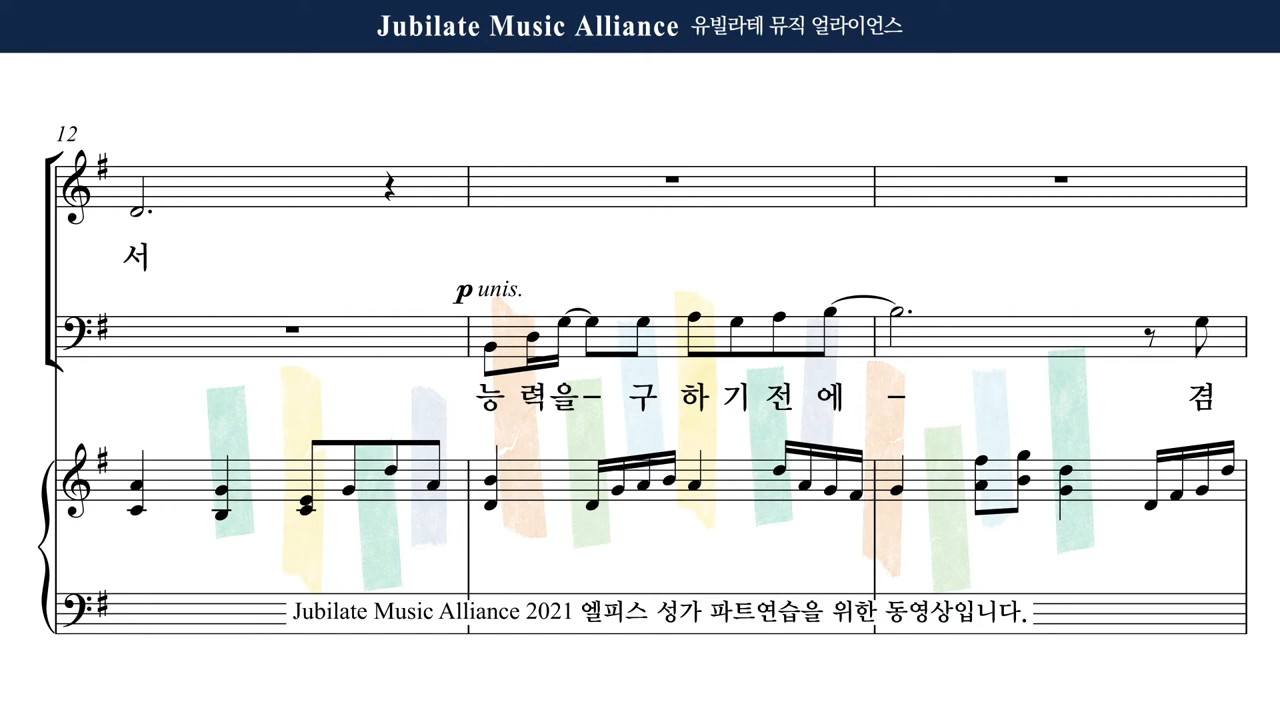 Jubilate Music Alliance 유빌라테 뮤직 얼라이언스
12
서
p unis.
능 력을- 구 하 기 전 에 - 겸
Jubilate Music Alliance 2021 엘피스 성가 파트연습을 위한 동영상입니다.